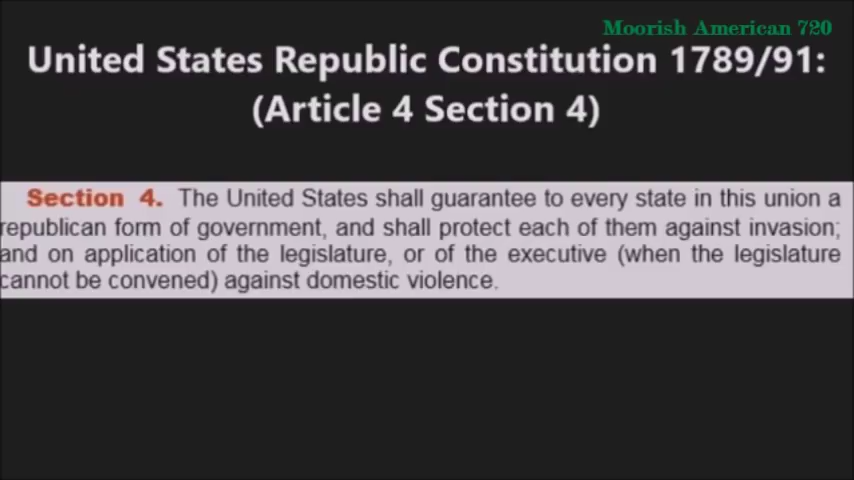 Moorish American 720
United States Republic Constitution 1789/91:
(Article 4 Section 4)
Section 4. The United States shall guarantee to every state in this union a
republican form of government, and shall protect each of them against invasion;
and on application of the legislature, or of the executive (when the legislature
cannot be convened) against domestic violence.